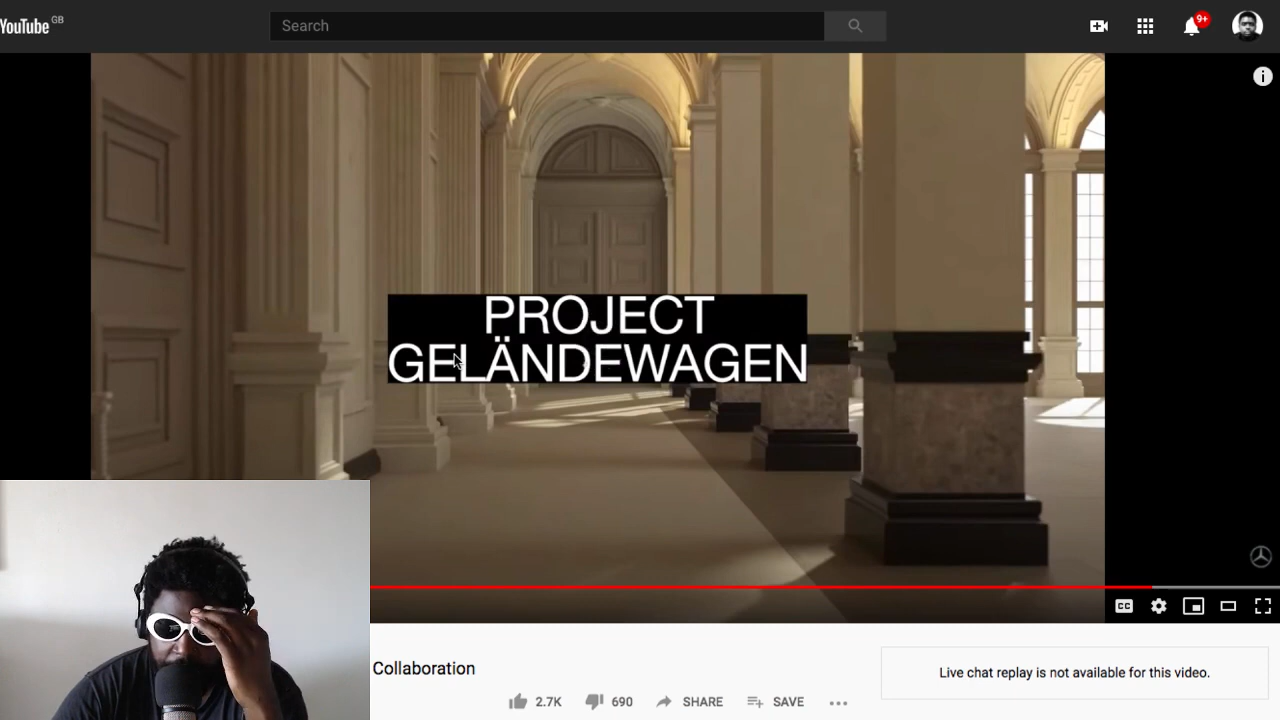 YouTube GB
Search
9+
i
PROJECT
GELÄNDEWAGEN
CC
Collaboration
2.7K
690
SHARE
SAVE
Live chat replay is not available for this video.